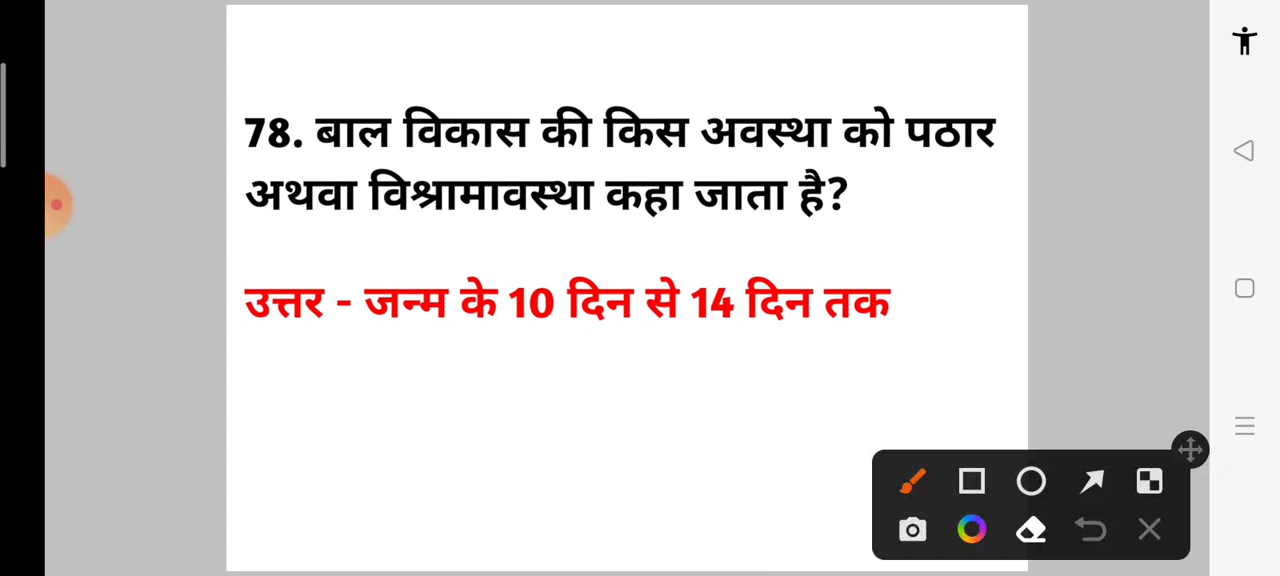 78. बाल विकास की किस अवस्था को पठार
अथवा विश्रामावस्था कहा जाता है?
उत्तर - जन्म के 10 दिन से 14 दिन तक